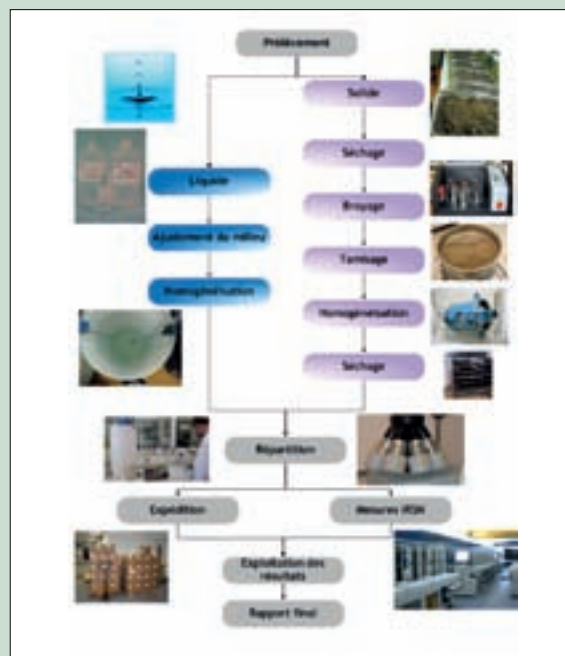 Prélèvement
Solide
Séchage
Liquide
Broyage
Ajustement du milieu
Tamisage
Homogénéisation
Homogénéisation
Séchage
Répartition
Expédition
Mesures IRSN
Exploitation des
résultats
Rapport final